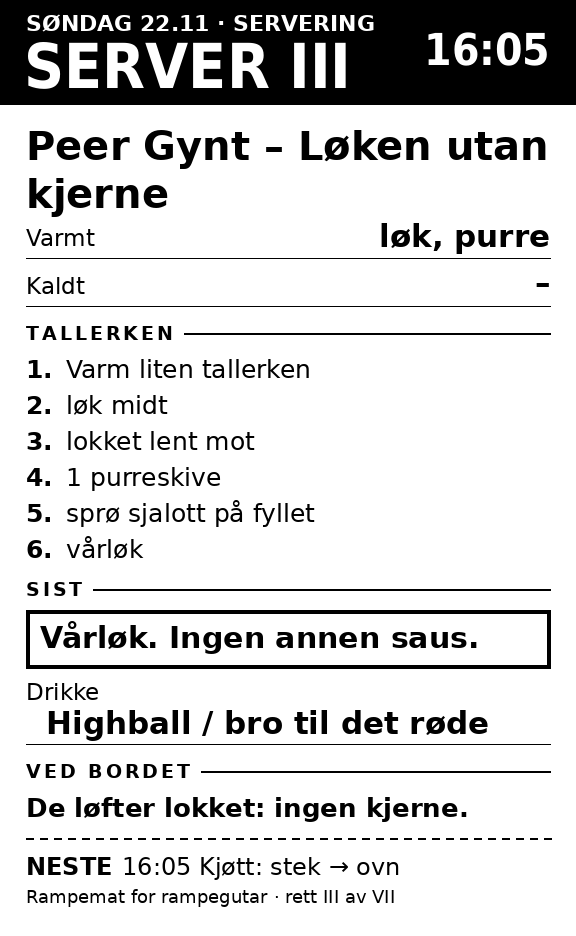 SØNDAG 22.11 · SERVERING
SERVER III
16:05
Peer Gynt – Løken utan
kjerne
Varmt løk, purre
Kaldt –
TALLERKEN
1. Varm liten tallerken
2. løk midt
3. lokket lent mot
4. 1 purreskive
5. sprø sjalott på fyllet
6. vårløk
SIST
Vårløk. Ingen annen saus.
Drikke
Highball / bro til det røde
VED BORDET
De løfter lokket: ingen kjerne.
NESTE 16:05 Kjøtt: stek → ovn
Rampemat for rampegutar · rett III av VII